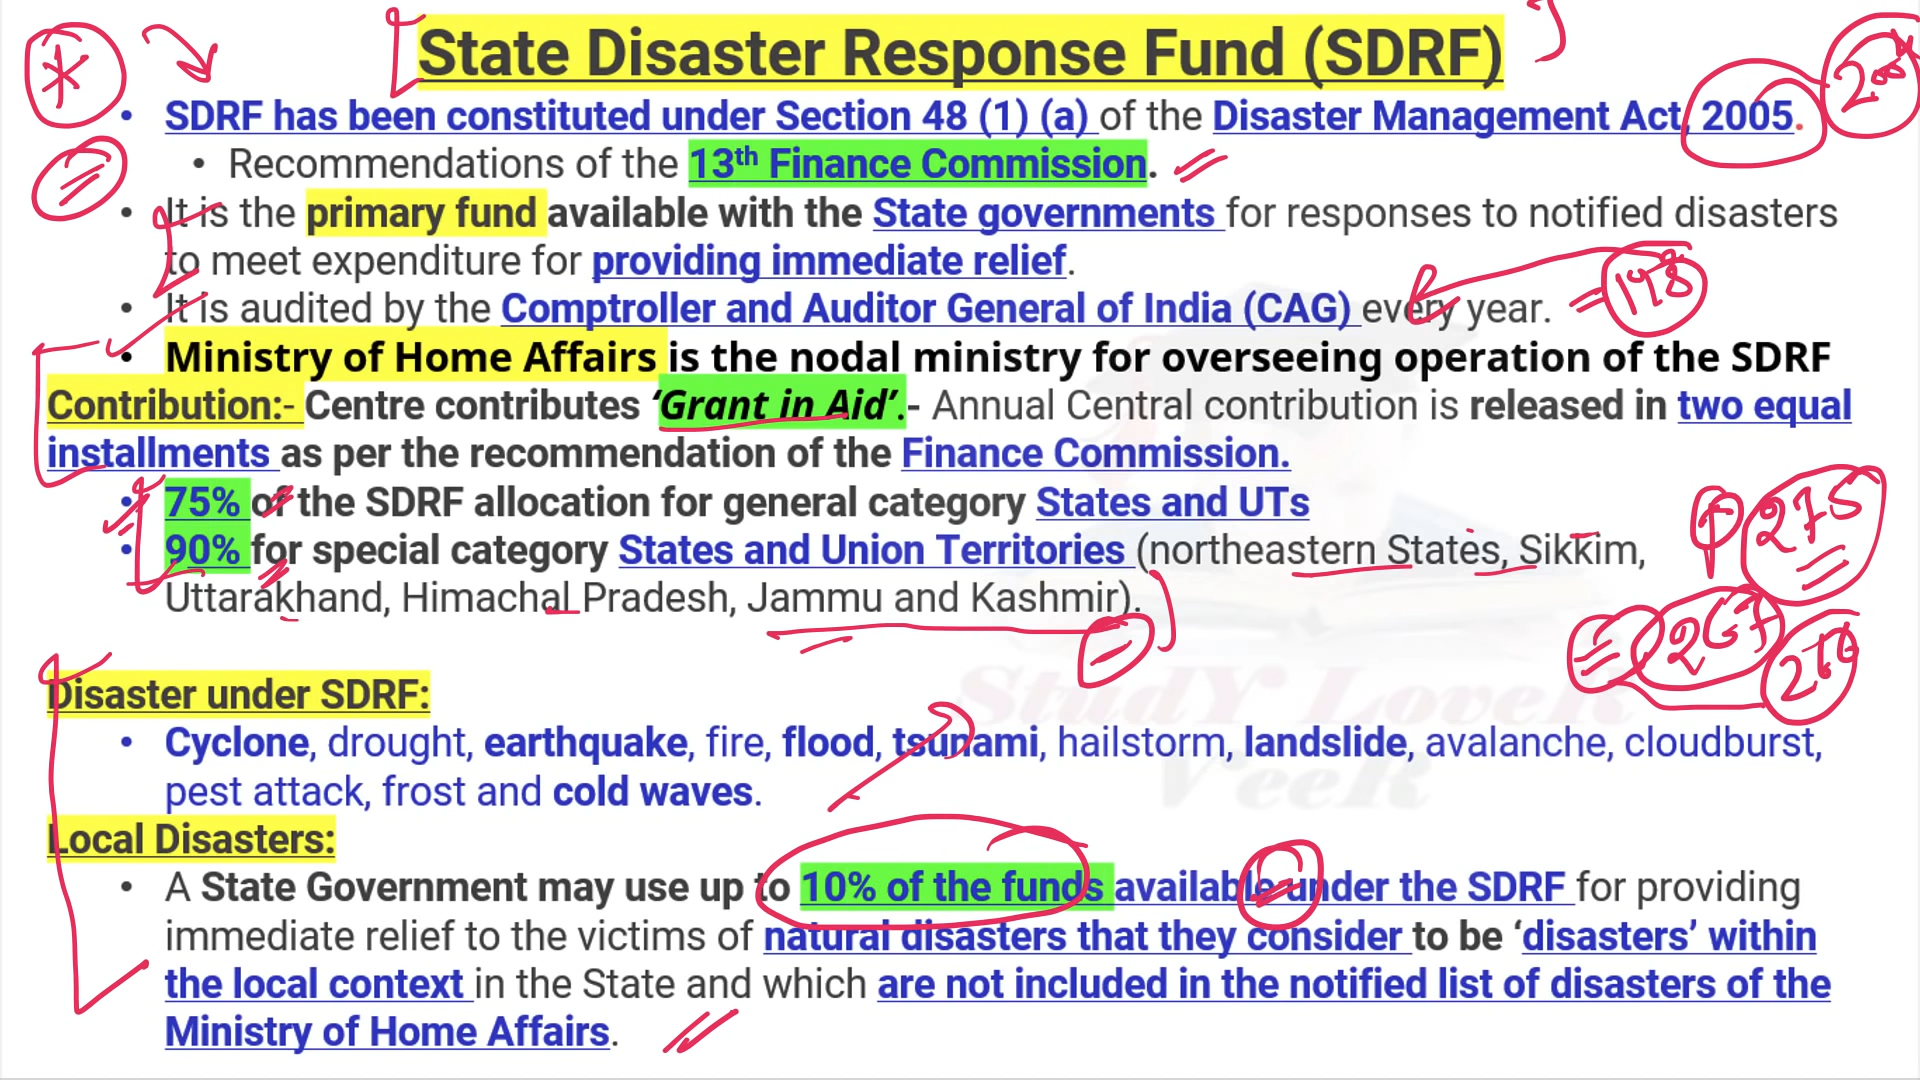 State Disaster Response Fund (SDRF)
• SDRF has been constituted under Section 48 (1) (a) of the Disaster Management Act, 2005.
• Recommendations of the 13th Finance Commission.
• It is the primary fund available with the State governments for responses to notified disasters
to meet expenditure for providing immediate relief.
• It is audited by the Comptroller and Auditor General of India (CAG) every year.
148
• Ministry of Home Affairs is the nodal ministry for overseeing operation of the SDRF
Contribution:- Centre contributes ‘Grant in Aid’.- Annual Central contribution is released in two equal
installments as per the recommendation of the Finance Commission.
• 75% of the SDRF allocation for general category States and UTs
275
• 90% for special category States and Union Territories (northeastern States, Sikkim,
Uttarakhand, Himachal Pradesh, Jammu and Kashmir).
267
Disaster under SDRF:
• Cyclone, drought, earthquake, fire, flood, tsunami, hailstorm, landslide, avalanche, cloudburst,
pest attack, frost and cold waves.
StudY LoveR
VeeR
Local Disasters:
• A State Government may use up to 10% of the funds available under the SDRF for providing
immediate relief to the victims of natural disasters that they consider to be ‘disasters’ within
the local context in the State and which are not included in the notified list of disasters of the
Ministry of Home Affairs.